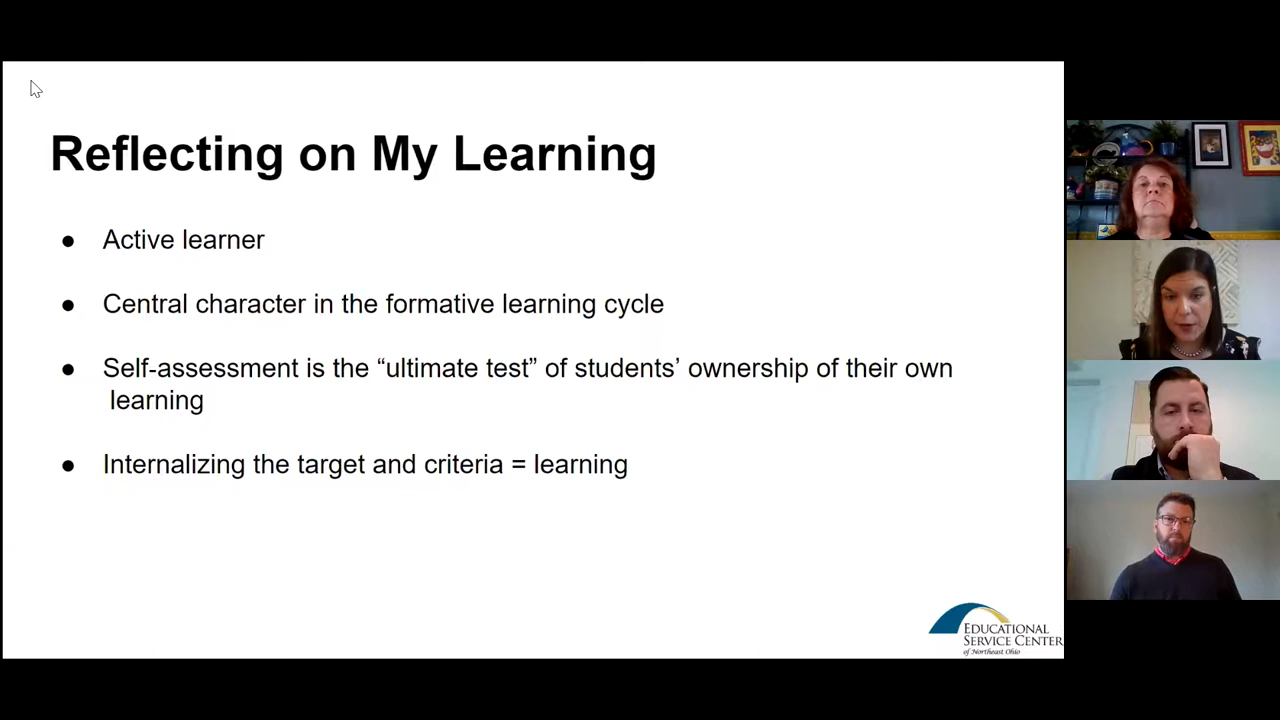 Reflecting on My Learning
● Active learner
● Central character in the formative learning cycle
● Self-assessment is the “ultimate test” of students’ ownership of their own
learning
● Internalizing the target and criteria = learning
EDUCATIONAL
SERVICE CENTER
of Northeast Ohio